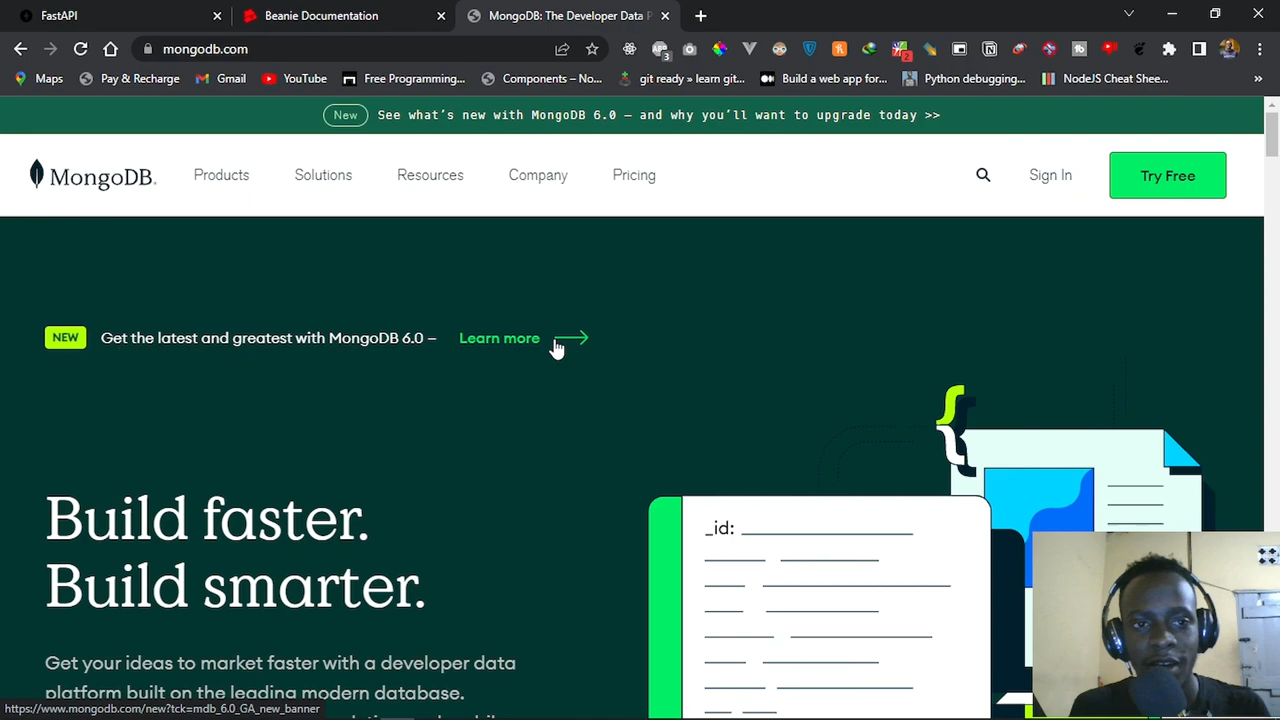 FastAPI
Beanie Documentation
MongoDB: The Developer Data P
mongodb.com
3
2
Maps
Pay & Recharge
Gmail
YouTube
Free Programming...
Components – No...
git ready » learn git...
Build a web app for...
Python debugging...
NodeJS Cheat Shee...
»
New
See what's new with MongoDB 6.0 — and why you'll want to upgrade today >>
MongoDB.
Products
Solutions
Resources
Company
Pricing
Sign In
Try Free
NEW
Get the latest and greatest with MongoDB 6.0 –
Learn more
{
_id:
Build faster.
Build smarter.
Get your ideas to market faster with a developer data
platform built on the leading modern database.
https://www.mongodb.com/new?tck=mdb_6.0_GA_new_banner